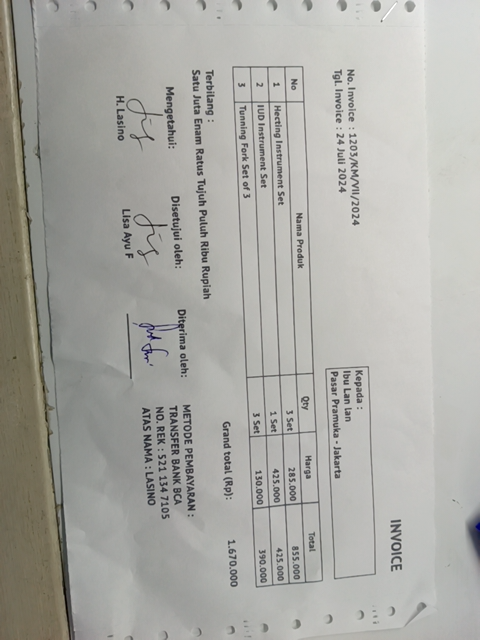 INVOICE
No. Invoice : 1203/KM/VII/2024
Tgl. Invoice : 24 Juli 2024
Kepada :
Ibu Lan lan
Pasar Pramuka - Jakarta
No Nama Produk Qty Harga Total
1 Hecting Instrument Set 3 Set 285.000 855.000
2 IUD Instrument Set 1 Set 425.000 425.000
3 Tunning Fork Set of 3 3 Set 130.000 390.000
Grand total (Rp): 1.670.000
Terbilang :
Satu Juta Enam Ratus Tujuh Puluh Ribu Rupiah
Mengetahui: Disetujui oleh: Diterima oleh:
H. Lasino Lisa Ayu F
METODE PEMBAYARAN :
TRANSFER BANK BCA
NO. REK : 521 134 7105
ATAS NAMA : LASINO